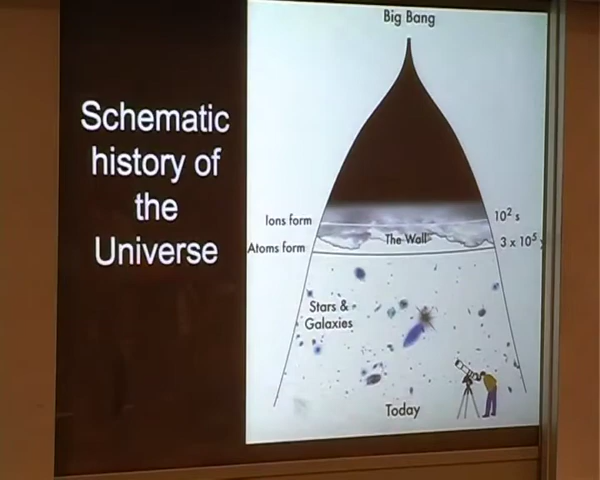 Schematic
history of
the
Universe
Big Bang
Ions form
10² s
Atoms form
The Wall
3 x 10⁵
Stars &
Galaxies
Today